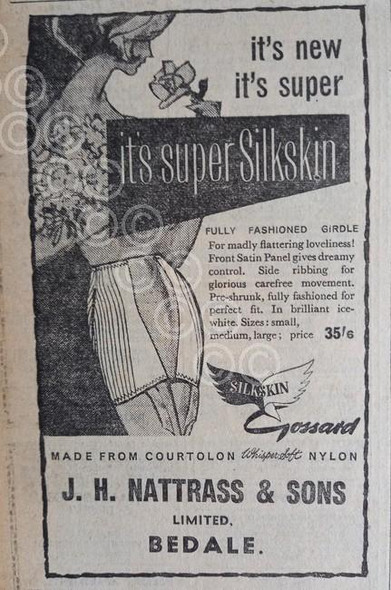 it's new
it's super
it's super Silkskin
FULLY FASHIONED GIRDLE
For madly flattering loveliness!
Front Satin Panel gives dreamy
control. Side ribbing for
glorious carefree movement.
Pre-shrunk, fully fashioned for
perfect fit. In brilliant ice-
white. Sizes: small,
medium, large; price 35/6
SILKSKIN
Gossard
MADE FROM COURTOLON Whispersoft NYLON
J. H. NATTRASS & SONS
LIMITED,
BEDALE.